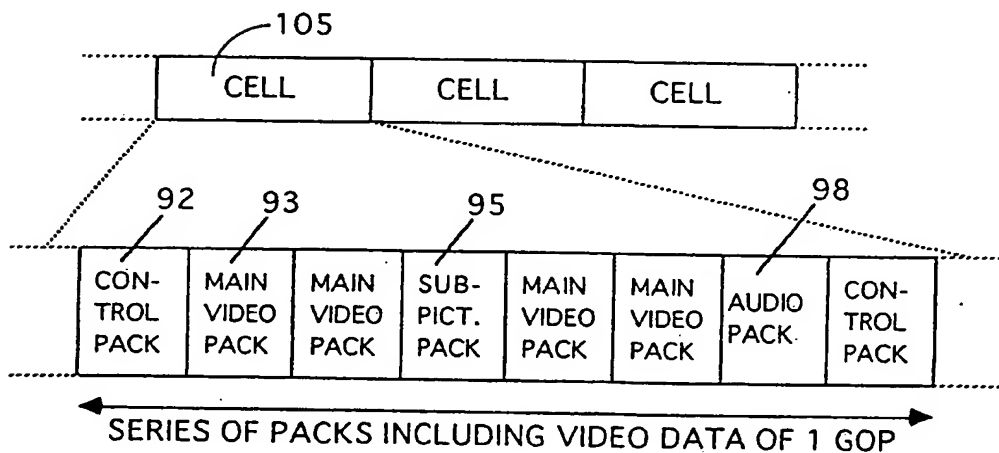 105
CELL CELL CELL
92 93 95 98
CON- MAIN MAIN SUB- MAIN MAIN AUDIO CON-
TROL VIDEO VIDEO PICT. VIDEO VIDEO PACK TROL
PACK PACK PACK PACK PACK PACK PACK
SERIES OF PACKS INCLUDING VIDEO DATA OF 1 GOP